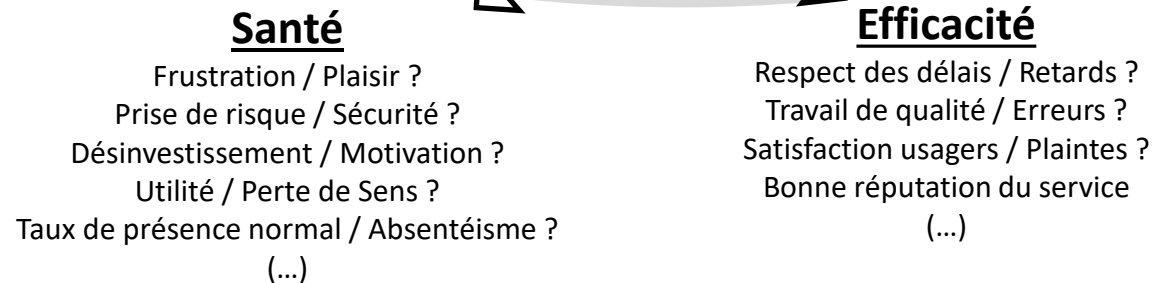 Santé
Frustration / Plaisir ?
Prise de risque / Sécurité ?
Désinvestissement / Motivation ?
Utilité / Perte de Sens ?
Taux de présence normal / Absentéisme ?
(…)
Efficacité
Respect des délais / Retards ?
Travail de qualité / Erreurs ?
Satisfaction usagers / Plaintes ?
Bonne réputation du service
(…)